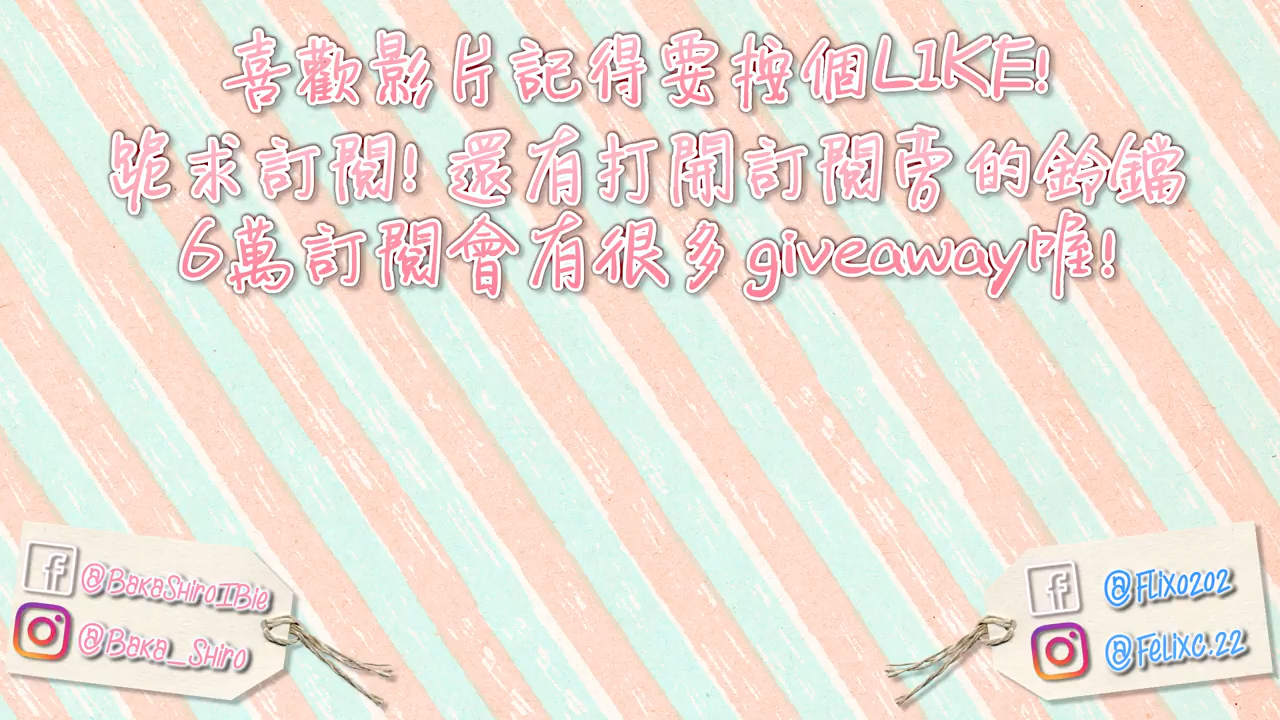 喜歡影片記得要按個LIKE!
跪求訂閱! 還有打開訂閱旁的鈴鐺
6萬訂閱會有很多giveaway喔!
@BakaShiroIBie
@Baka_Shiro
@Flix0202
@Felixc.22